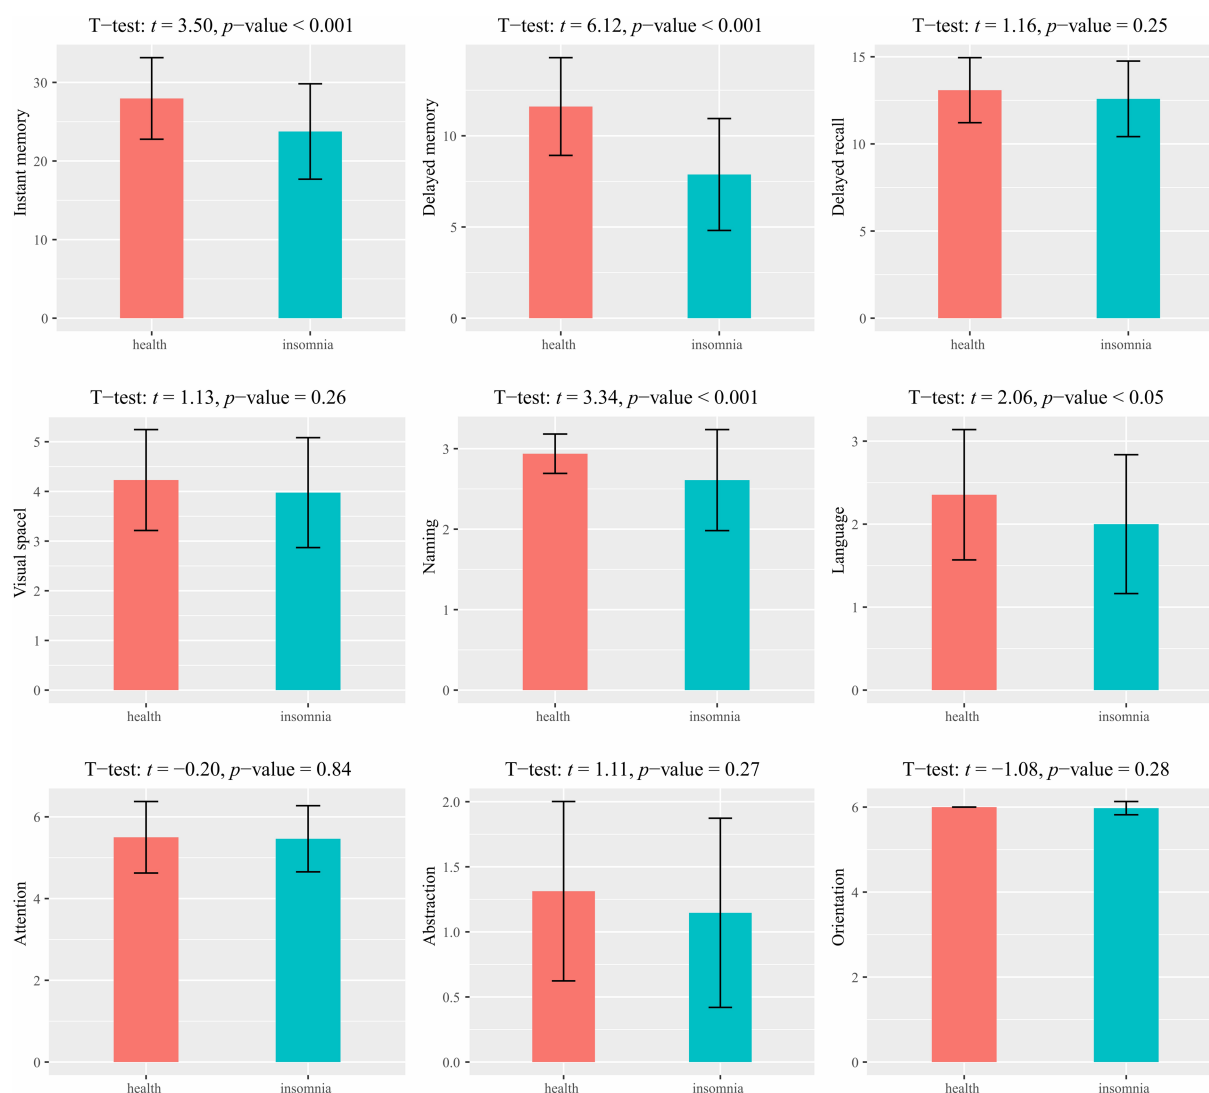 T−test: t = 3.50, p−value < 0.001
T−test: t = 6.12, p−value < 0.001
T−test: t = 1.16, p−value = 0.25
Instant memory
30
20
10
0
health
insomnia
Delayed memory
10
5
0
health
insomnia
Delayed recall
15
10
5
0
health
insomnia
T−test: t = 1.13, p−value = 0.26
T−test: t = 3.34, p−value < 0.001
T−test: t = 2.06, p−value < 0.05
Visual spacel
5
4
3
2
1
0
health
insomnia
Naming
3
2
1
0
health
insomnia
Language
3
2
1
0
health
insomnia
T−test: t = −0.20, p−value = 0.84
T−test: t = 1.11, p−value = 0.27
T−test: t = −1.08, p−value = 0.28
Attention
6
4
2
0
health
insomnia
Abstraction
2.0
1.5
1.0
0.5
0.0
health
insomnia
Orientation
6
4
2
0
health
insomnia